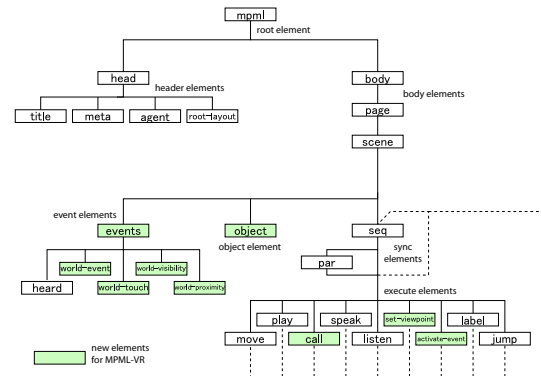 mpml
root element
head
body
header elements
body elements
title
meta
agent
root-layout
page
scene
event elements
events
object
seq
object element
sync
elements
world-event
world-visibility
par
heard
world-touch
world-proximity
execute elements
play
speak
set-viewpoint
label
move
call
listen
activate-event
jump
new elements
for MPML-VR